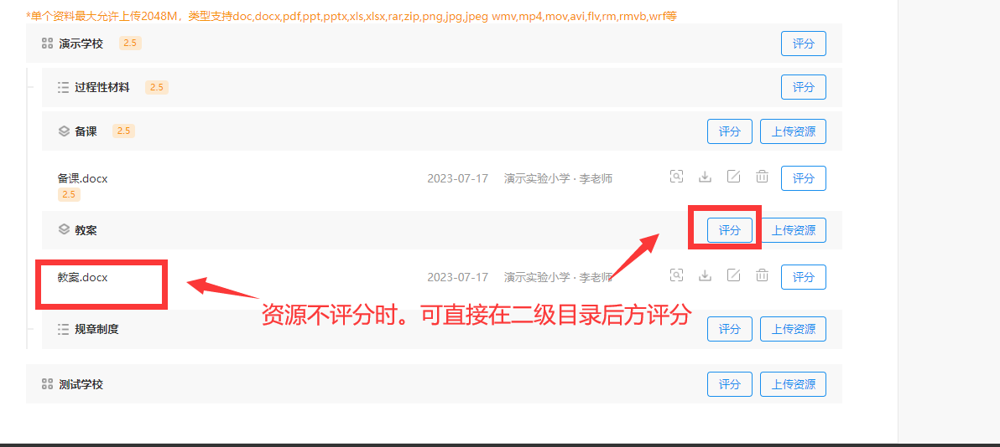 *单个资料最大允许上传2048M，类型支持doc,docx,pdf,ppt,pptx,xls,xlsx,rar,zip,png,jpg,jpeg wmv,mp4,mov,avi,flv,rm,rmvb,wrf等
演示学校 2.5 评分
过程性材料 2.5 评分
备课 2.5 评分 上传资源
备课.docx 2023-07-17 演示实验小学 · 李老师 评分
2.5
教案 评分 上传资源
教案.docx 2023-07-17 演示实验小学 · 李老师 评分
资源不评分时。可直接在二级目录后方评分
规章制度 评分 上传资源
测试学校 评分 上传资源